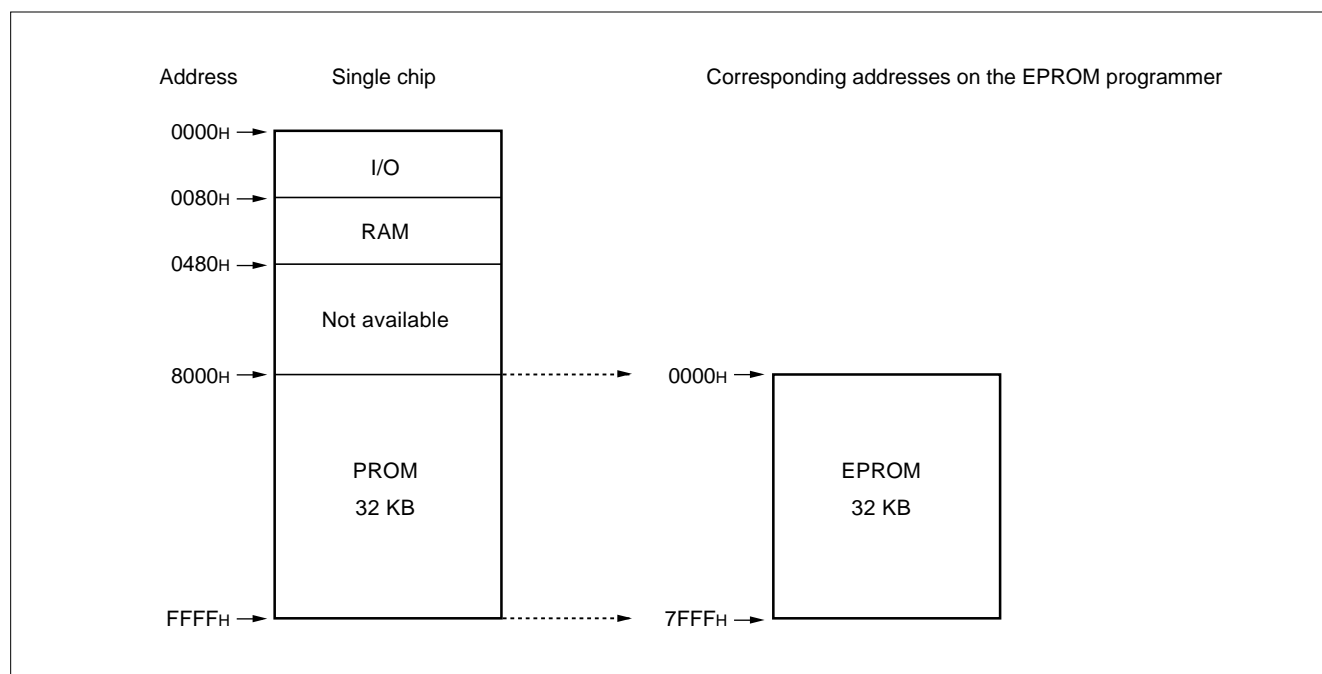 Address Single chip Corresponding addresses on the EPROM programmer
0000H
I/O
0080H
RAM
0480H
Not available
8000H 0000H
PROM EPROM
32 KB 32 KB
FFFFH 7FFFH